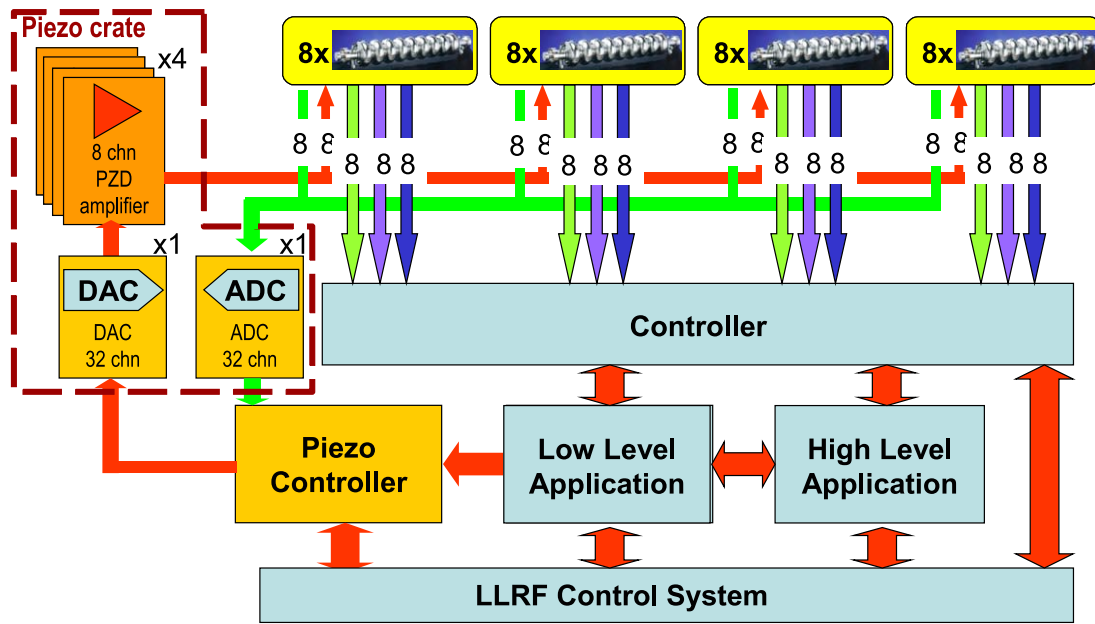 Piezo crate
x4
8 chn
PZD
amplifier
x1
DAC
DAC
32 chn
x1
ADC
ADC
32 chn
8x
8x
8x
8x
8 8 8 8 8
8 8 8 8 8
8 8 8 8 8
8 8 8 8 8
Controller
Piezo
Controller
Low Level
Application
High Level
Application
LLRF Control System